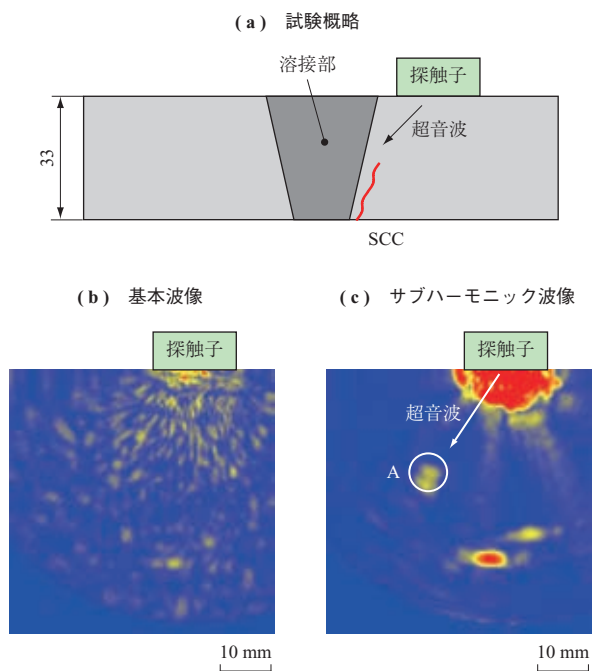 ( a ) 試験概略
溶接部
探触子
超音波
33
SCC
( b ) 基本波像
( c ) サブハーモニック波像
探触子
探触子
超音波
A
10 mm
10 mm